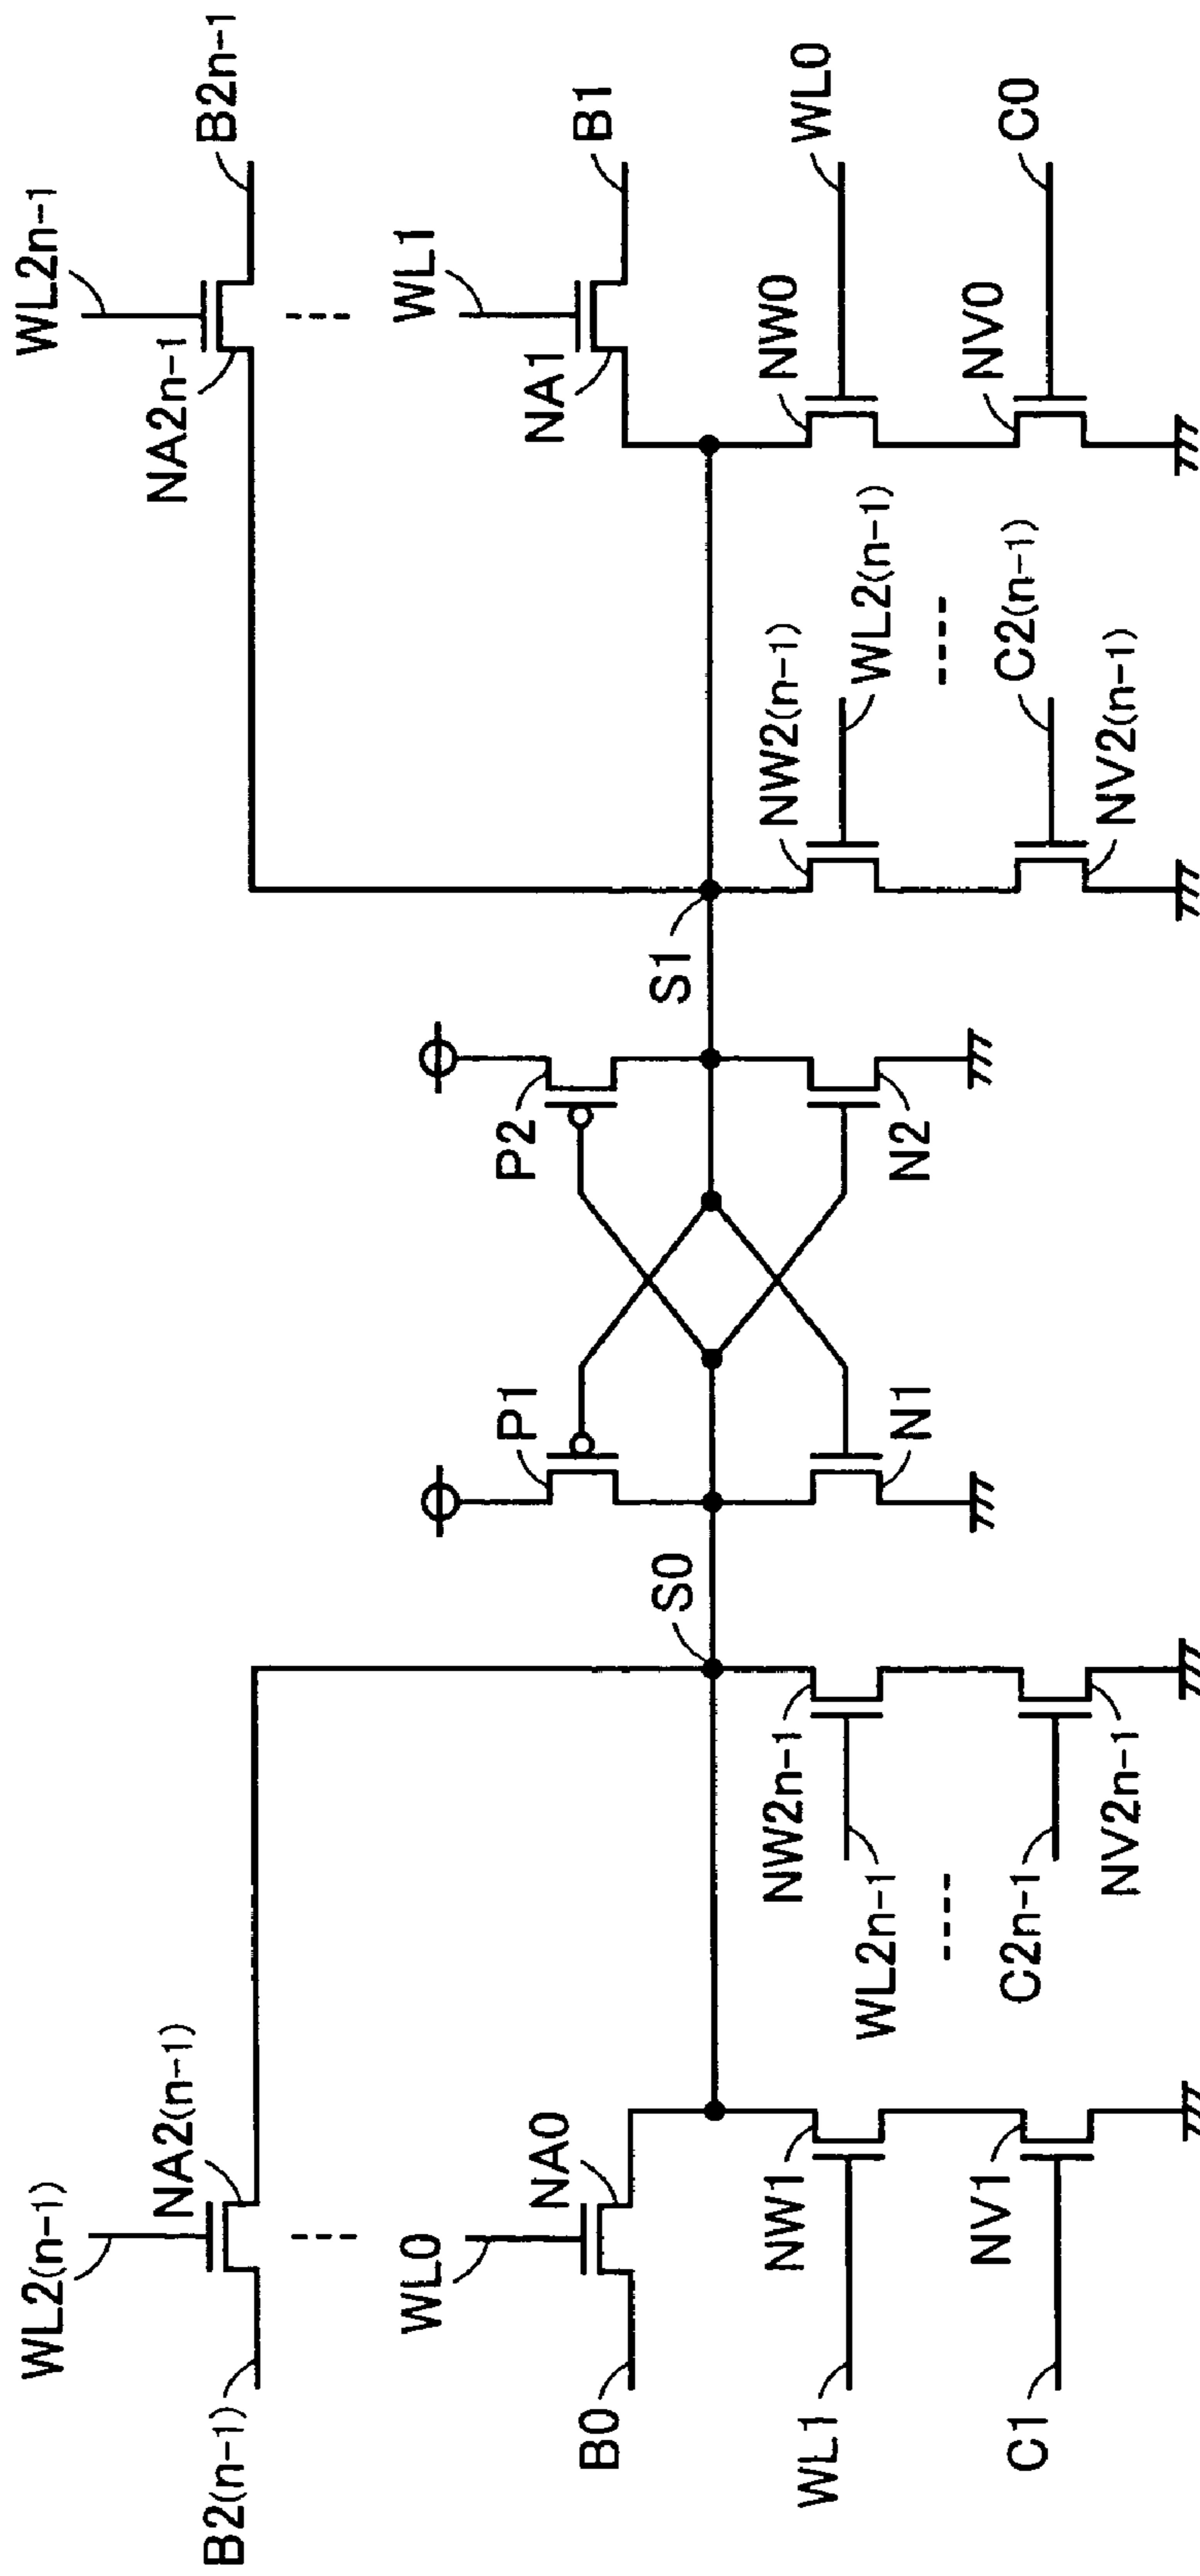 WL2(n-1)
NA2(n-1)
B2(n-1)
WL0
NA0
B0
WL1
NW1
C1
NV1
WL2n-1
NW2n-1
C2n-1
NV2n-1
S0
P1
N1
P2
N2
S1
WL2n-1
NA2n-1
B2n-1
WL1
NA1
B1
NW2(n-1)
WL2(n-1)
C2(n-1)
NV2(n-1)
NW0
WL0
NV0
C0